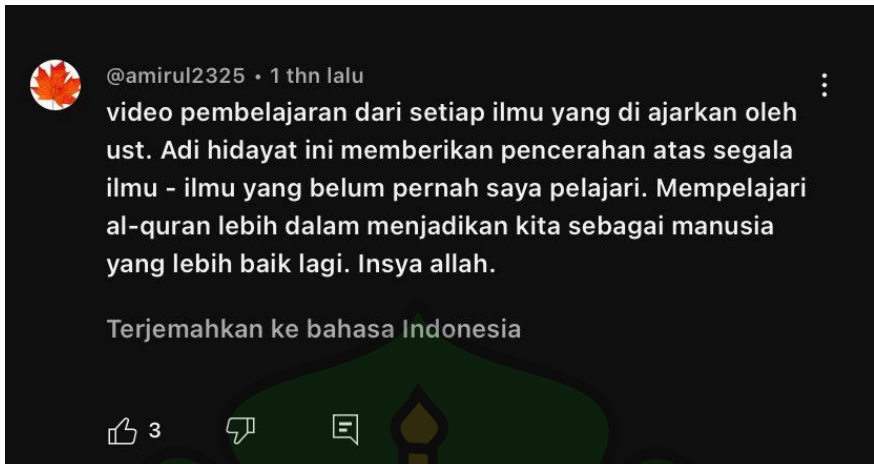 @amirul2325 • 1 thn lalu
video pembelajaran dari setiap ilmu yang di ajarkan oleh
ust. Adi hidayat ini memberikan pencerahan atas segala
ilmu - ilmu yang belum pernah saya pelajari. Mempelajari
al-quran lebih dalam menjadikan kita sebagai manusia
yang lebih baik lagi. Insya allah.
Terjemahkan ke bahasa Indonesia
3